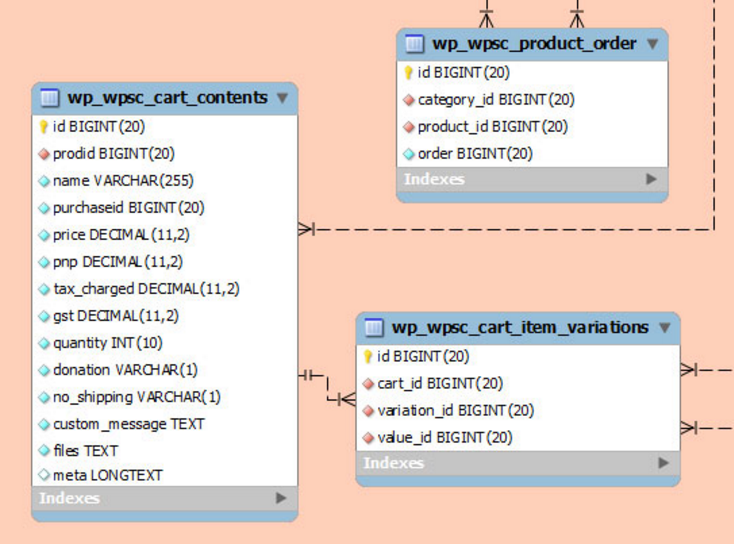 wp_wpsc_product_order
id BIGINT(20)
category_id BIGINT(20)
product_id BIGINT(20)
order BIGINT(20)
Indexes
wp_wpsc_cart_contents
id BIGINT(20)
prodid BIGINT(20)
name VARCHAR(255)
purchaseid BIGINT(20)
price DECIMAL(11,2)
pnp DECIMAL(11,2)
tax_charged DECIMAL(11,2)
gst DECIMAL(11,2)
quantity INT(10)
donation VARCHAR(1)
no_shipping VARCHAR(1)
custom_message TEXT
files TEXT
meta LONGTEXT
Indexes
wp_wpsc_cart_item_variations
id BIGINT(20)
cart_id BIGINT(20)
variation_id BIGINT(20)
value_id BIGINT(20)
Indexes